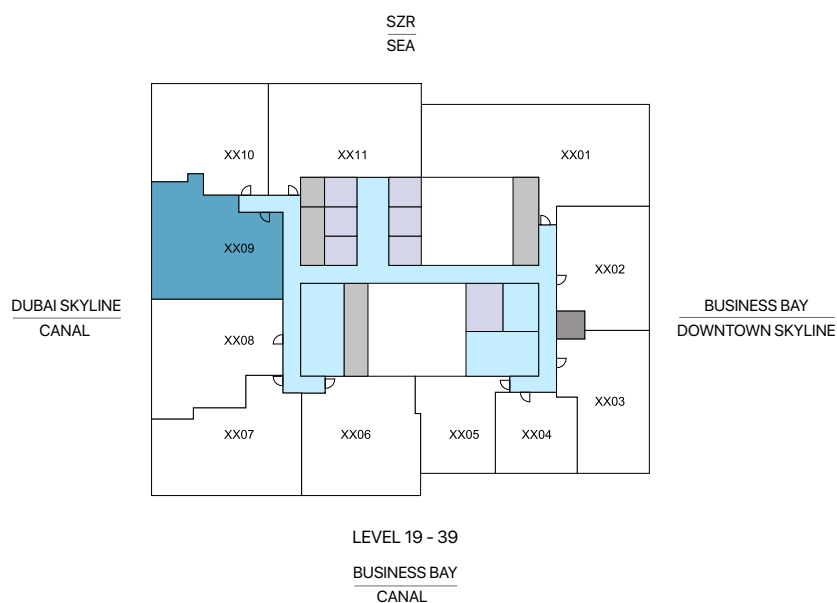 SZR
SEA
XX10
XX11
XX01
XX09
XX02
DUBAI SKYLINE
CANAL
BUSINESS BAY
DOWNTOWN SKYLINE
XX08
XX03
XX07
XX06
XX05
XX04
LEVEL 19 - 39
BUSINESS BAY
CANAL